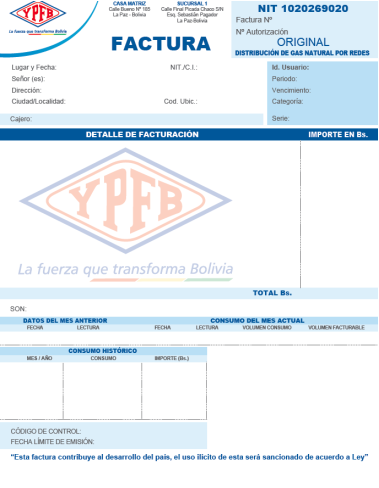 YPFB
La fuerza que transforma Bolivia
CASA MATRIZ
Calle Bueno Nº 185
La Paz - Bolivia
SUCURSAL 1
Calle Final Picada Chaco S/N
Esq. Sebastián Pagador
La Paz-Bolivia
FACTURA
NIT 1020269020
Factura Nº
Nº Autorización
ORIGINAL
DISTRIBUCIÓN DE GAS NATURAL POR REDES
Lugar y Fecha: NIT./C.I.:
Señor (es):
Dirección:
Ciudad/Localidad: Cod. Ubic.:
Id. Usuario:
Periodo:
Vencimiento:
Categoría:
Cajero: Serie:
DETALLE DE FACTURACIÓN IMPORTE EN Bs.
YPFB
La fuerza que transforma Bolivia
TOTAL Bs.
SON:
DATOS DEL MES ANTERIOR CONSUMO DEL MES ACTUAL
FECHA LECTURA FECHA LECTURA VOLUMEN CONSUMO VOLUMEN FACTURABLE
CONSUMO HISTÓRICO
MES / AÑO CONSUMO IMPORTE (Bs.)
CÓDIGO DE CONTROL:
FECHA LÍMITE DE EMISIÓN:
"Esta factura contribuye al desarrollo del país, el uso ilícito de esta será sancionado de acuerdo a Ley"